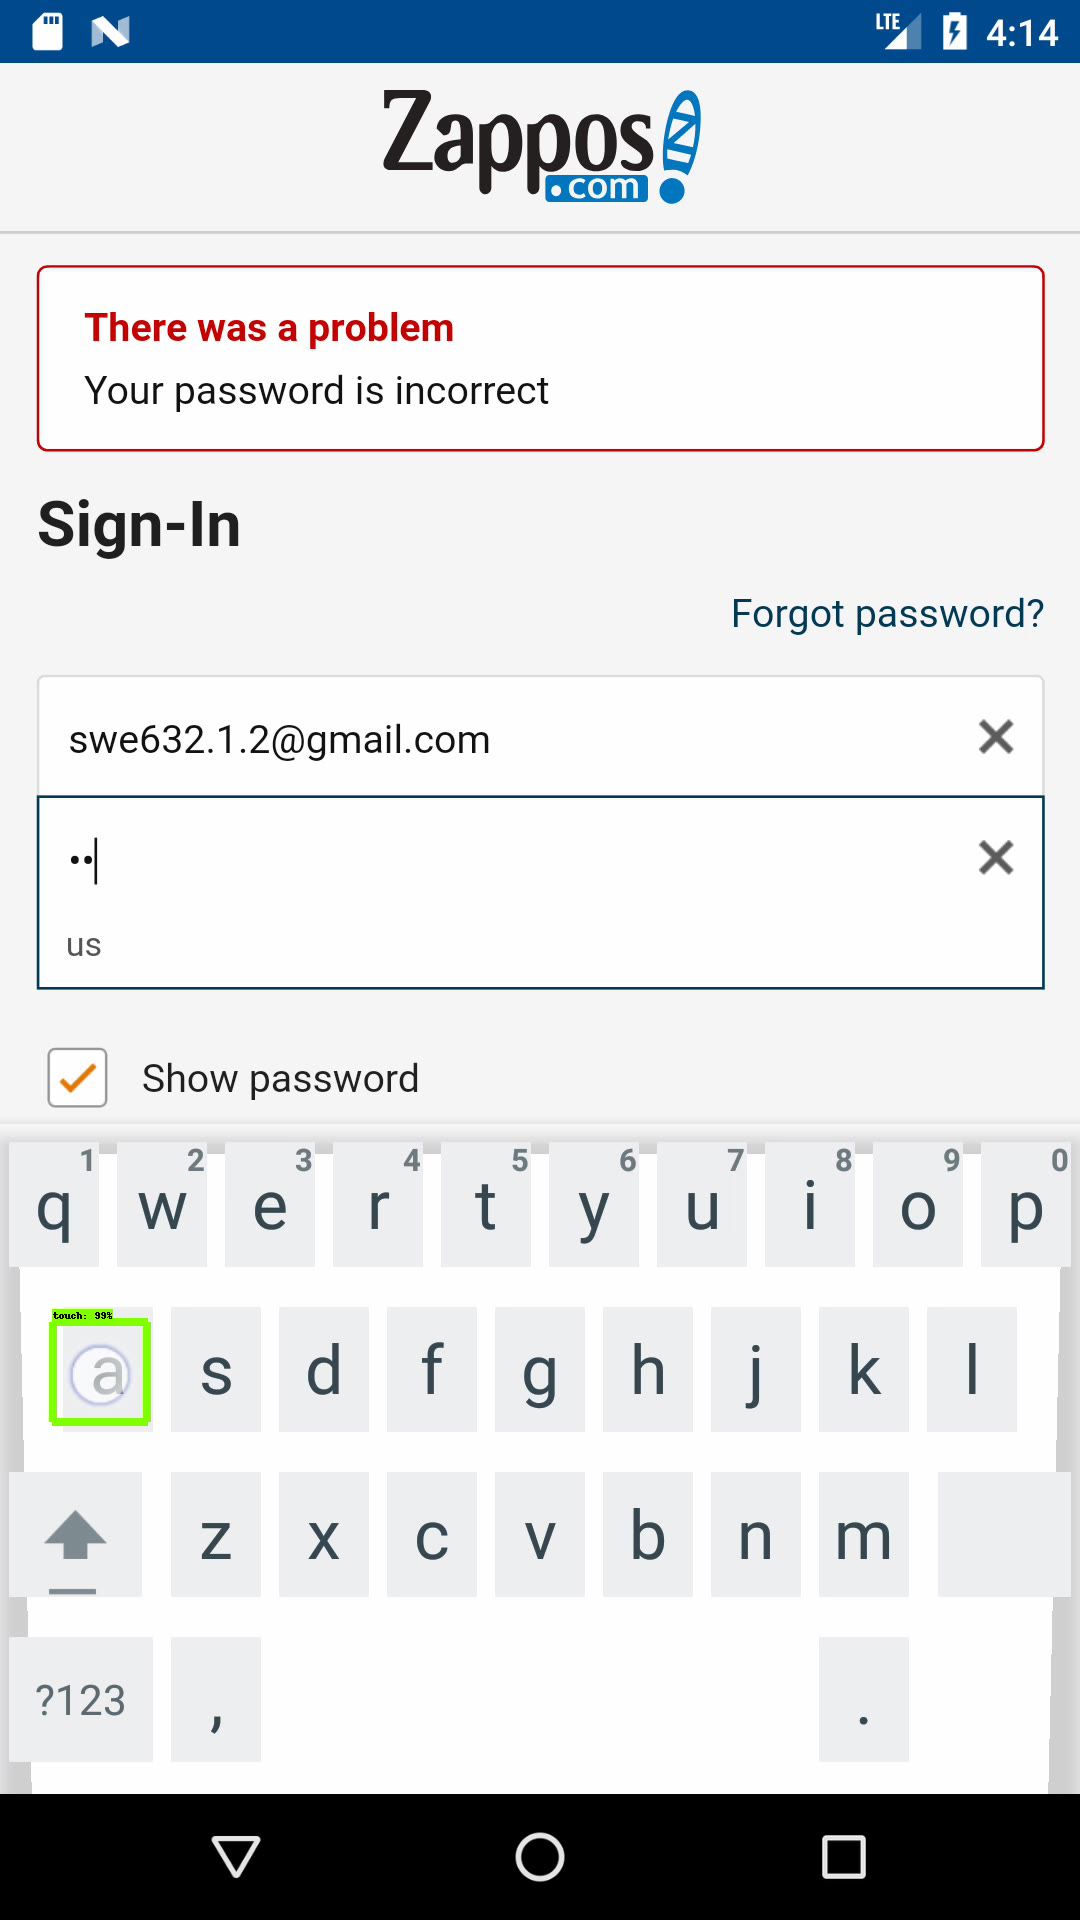 LTE 4:14
Zappos
.com
There was a problem
Your password is incorrect
Sign-In
Forgot password?
swe632.1.2@gmail.com
••
us
Show password
1 2 3 4 5 6 7 8 9 0
q w e r t y u i o p
touch: 99%
a s d f g h j k l
z x c v b n m
?123 , .